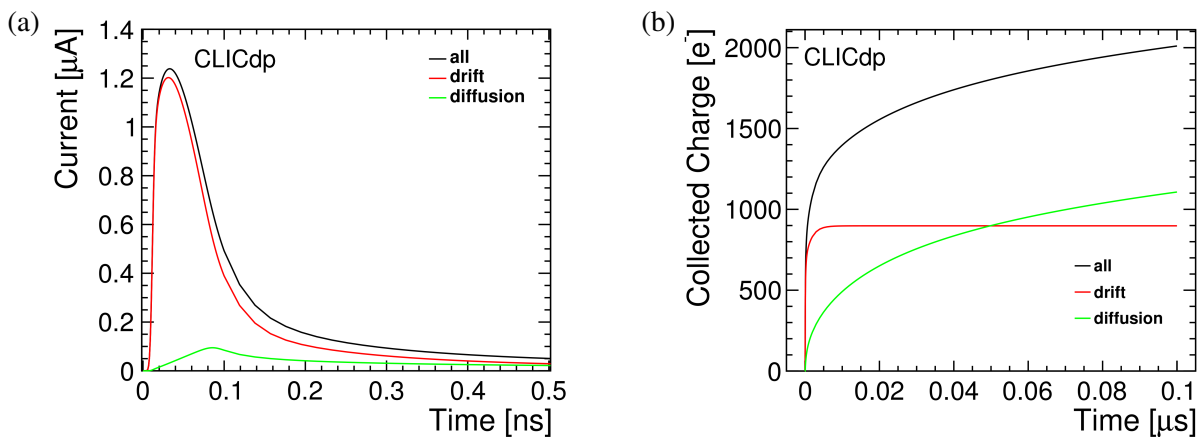 (a)
Current [μA]
1.4
1.2
1
0.8
0.6
0.4
0.2
0
CLICdp
all
drift
diffusion
0 0.1 0.2 0.3 0.4 0.5
Time [ns]
(b)
Collected Charge [e⁻]
2000
1500
1000
500
0
CLICdp
all
drift
diffusion
0 0.02 0.04 0.06 0.08 0.1
Time [μs]